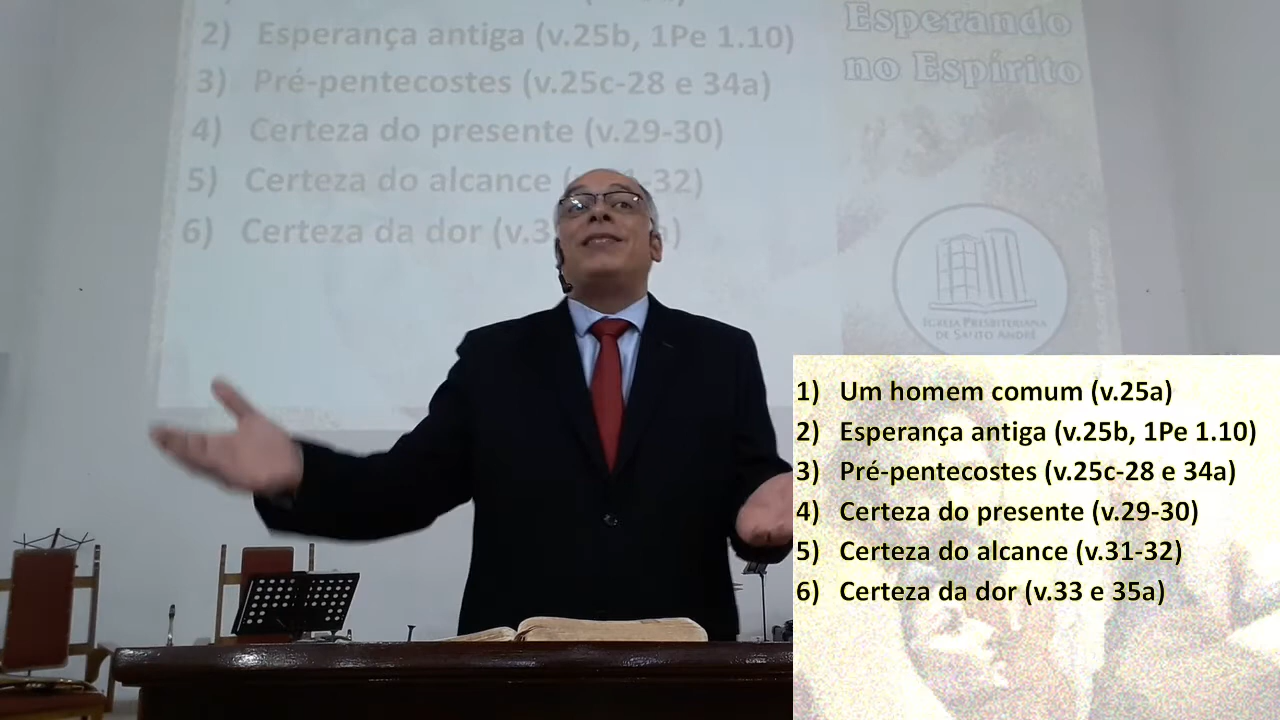 2) Esperança antiga (v.25b, 1Pe 1.10)
3) Pré-pentecostes (v.25c-28 e 34a)
4) Certeza do presente (v.29-30)
5) Certeza do alcance 32)
6) Certeza da dor (v.3 a)
Esperando
no Espírito
IGREJA PRESBITERIANA
DE SANTO ANDRÉ
1) Um homem comum (v.25a)
2) Esperança antiga (v.25b, 1Pe 1.10)
3) Pré-pentecostes (v.25c-28 e 34a)
4) Certeza do presente (v.29-30)
5) Certeza do alcance (v.31-32)
6) Certeza da dor (v.33 e 35a)